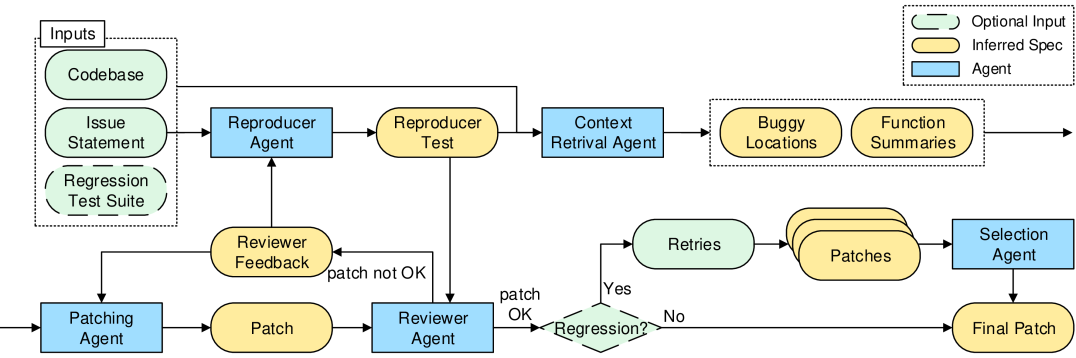 Inputs
Codebase
Issue
Statement
Regression
Test Suite
Reproducer
Agent
Reproducer
Test
Context
Retrival Agent
Buggy
Locations
Function
Summaries
Optional Input
Inferred Spec
Agent
Reviewer
Feedback
patch not OK
Patching
Agent
Patch
Reviewer
Agent
patch
OK
Regression?
Yes
No
Retries
Patches
Selection
Agent
Final Patch